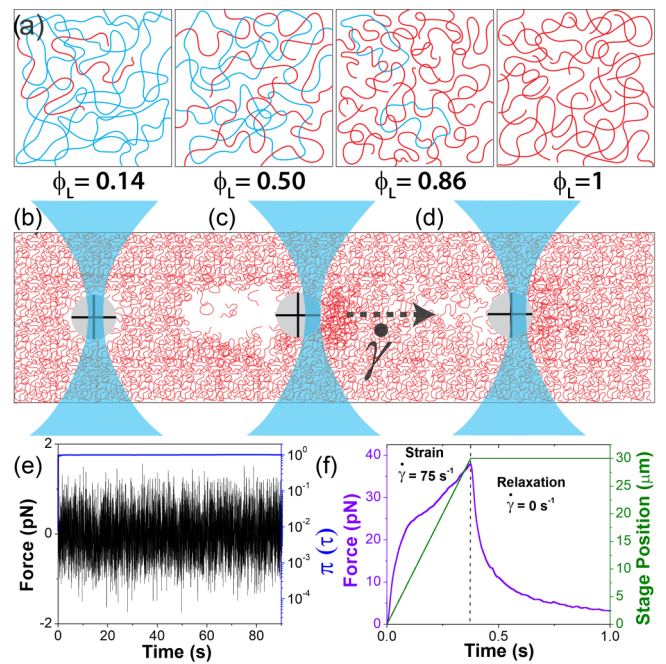 (a)
ϕL = 0.14
ϕL = 0.50
ϕL = 0.86
ϕL=1
(b)
(c)
(d)
γ̇
(e)
Force (pN)
2
0
-2
0
20
40
60
80
Time (s)
10⁰
10⁻¹
10⁻²
10⁻³
10⁻⁴
π (τ)
(f)
Force (pN)
40
30
20
10
0
Strain
γ̇ = 75 s⁻¹
Relaxation
γ̇ = 0 s⁻¹
0.0
0.5
1.0
Time (s)
30
25
20
15
10
5
0
Stage Position (μm)